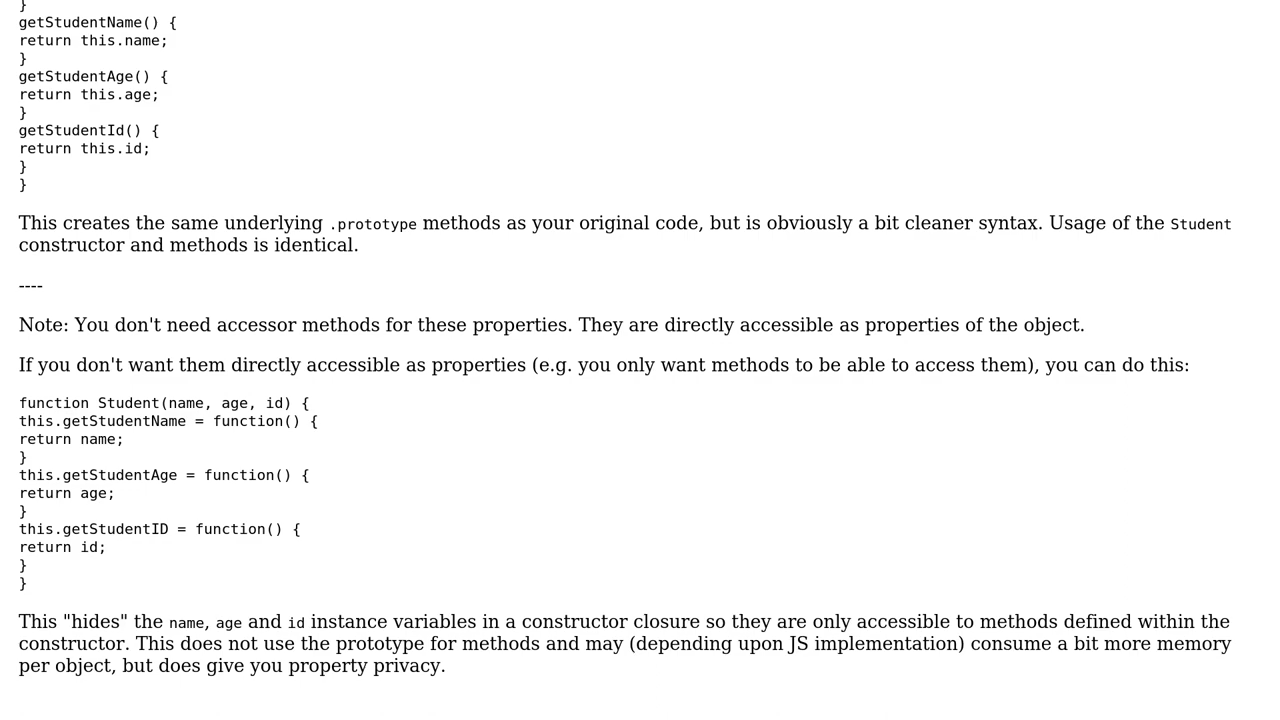 }
getStudentName() {
return this.name;
}
getStudentAge() {
return this.age;
}
getStudentId() {
return this.id;
}
}
This creates the same underlying .prototype methods as your original code, but is obviously a bit cleaner syntax. Usage of the Student
constructor and methods is identical.
----
Note: You don't need accessor methods for these properties. They are directly accessible as properties of the object.
If you don't want them directly accessible as properties (e.g. you only want methods to be able to access them), you can do this:
function Student(name, age, id) {
this.getStudentName = function() {
return name;
}
this.getStudentAge = function() {
return age;
}
this.getStudentID = function() {
return id;
}
}
This "hides" the name, age and id instance variables in a constructor closure so they are only accessible to methods defined within the
constructor. This does not use the prototype for methods and may (depending upon JS implementation) consume a bit more memory
per object, but does give you property privacy.